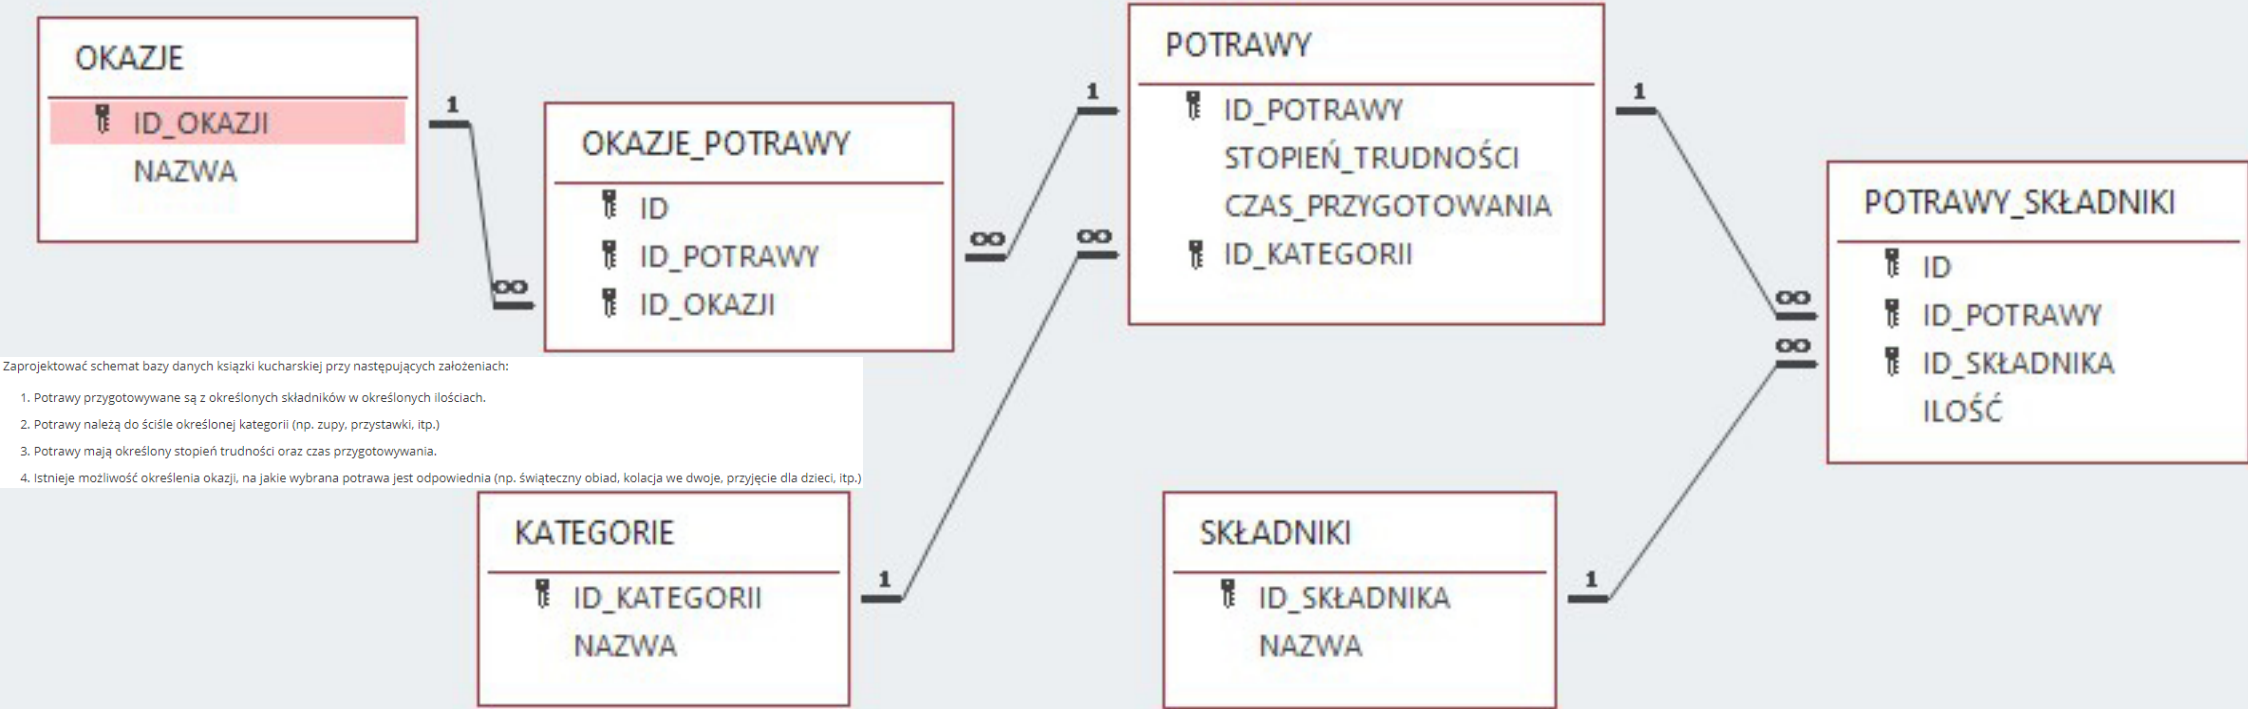 OKAZJE
ID_OKAZJI
NAZWA
1
∞
OKAZJE_POTRAWY
ID
ID_POTRAWY
ID_OKAZJI
∞
1
∞
POTRAWY
ID_POTRAWY
STOPIEŃ_TRUDNOŚCI
CZAS_PRZYGOTOWANIA
ID_KATEGORII
1
∞
∞
POTRAWY_SKŁADNIKI
ID
ID_POTRAWY
ID_SKŁADNIKA
ILOŚĆ
Zaprojektować schemat bazy danych ksiązki kucharskiej przy następujących założeniach:
1. Potrawy przygotowywane są z określonych składników w określonych ilościach.
2. Potrawy należą do ściśle określonej kategorii (np. zupy, przystawki, itp.)
3. Potrawy mają określony stopień trudności oraz czas przygotowywania.
4. Istnieje możliwość określenia okazji, na jakie wybrana potrawa jest odpowiednia (np. świąteczny obiad, kolacja we dwoje, przyjęcie dla dzieci, itp.)
KATEGORIE
ID_KATEGORII
NAZWA
1
SKŁADNIKI
ID_SKŁADNIKA
NAZWA
1